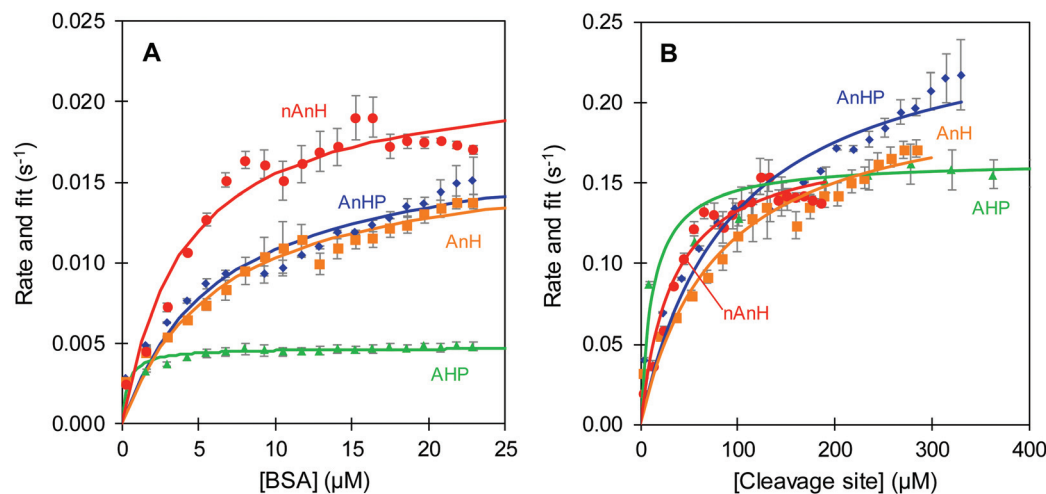 A
Rate and fit (s⁻¹)
0.025
0.020
0.015
0.010
0.005
0.000
nAnH
AnHP
AnH
AHP
0
5
10
15
20
25
[BSA] (µM)
B
Rate and fit (s⁻¹)
0.25
0.20
0.15
0.10
0.05
0.00
AnHP
AnH
AHP
nAnH
0
100
200
300
400
[Cleavage site] (µM)